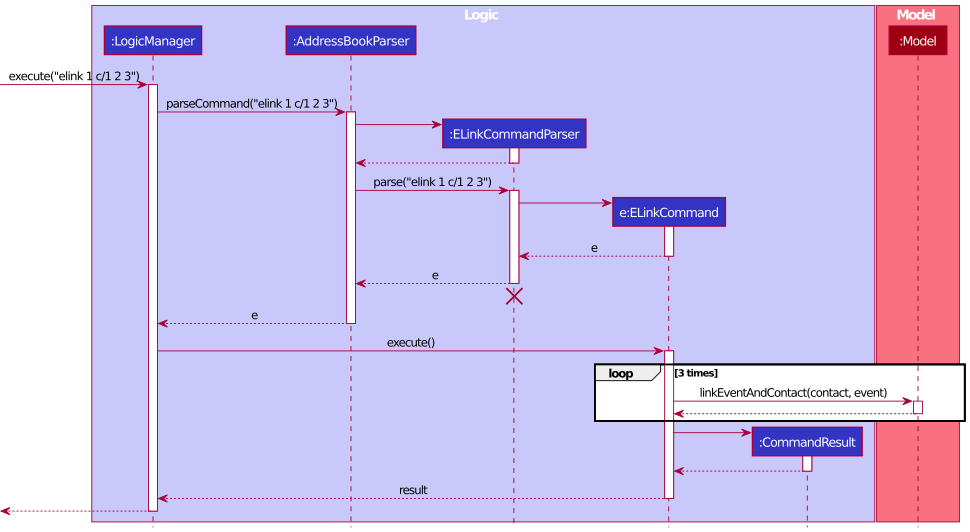 Logic
Model
:LogicManager
:AddressBookParser
:Model
execute("elink 1 c/1 2 3")
parseCommand("elink 1 c/1 2 3")
:ELinkCommandParser
parse("elink 1 c/1 2 3")
e:ELinkCommand
e
e
e
execute()
loop
[3 times]
linkEventAndContact(contact, event)
:CommandResult
result